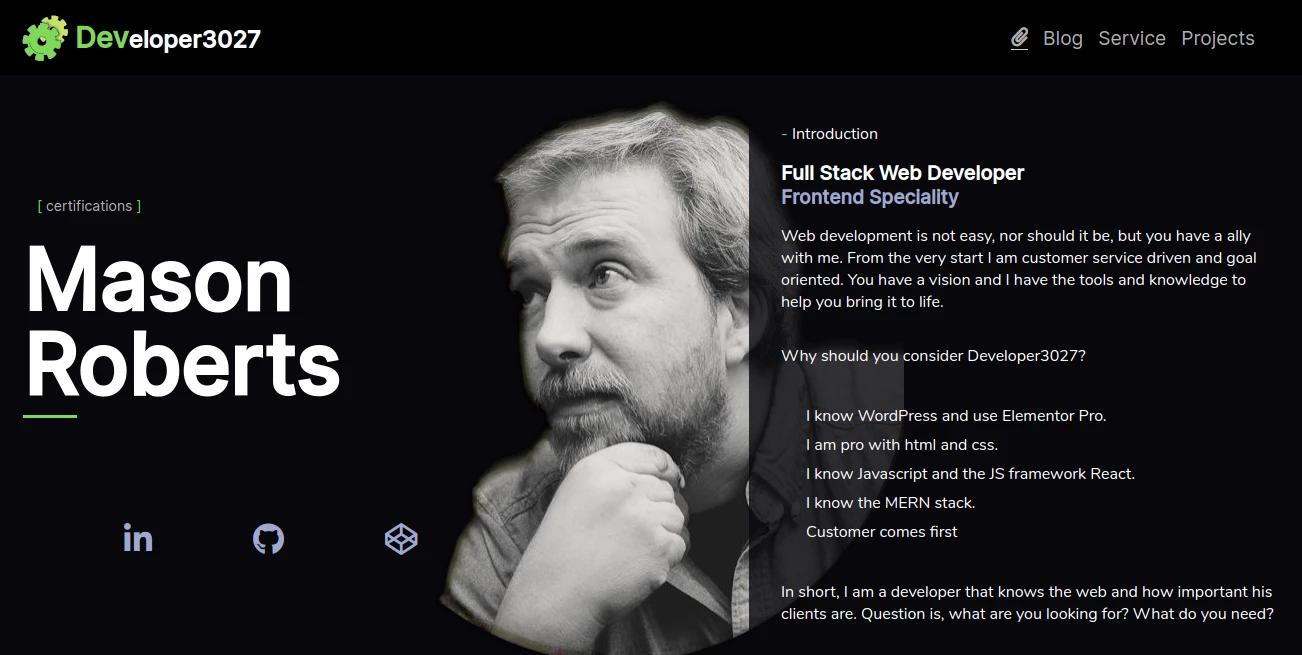 Developer3027
Blog Service Projects
[ certifications ]
Mason
Roberts
in
- Introduction
Full Stack Web Developer
Frontend Speciality
Web development is not easy, nor should it be, but you have a ally
with me. From the very start I am customer service driven and goal
oriented. You have a vision and I have the tools and knowledge to
help you bring it to life.
Why should you consider Developer3027?
I know WordPress and use Elementor Pro.
I am pro with html and css.
I know Javascript and the JS framework React.
I know the MERN stack.
Customer comes first
In short, I am a developer that knows the web and how important his
clients are. Question is, what are you looking for? What do you need?